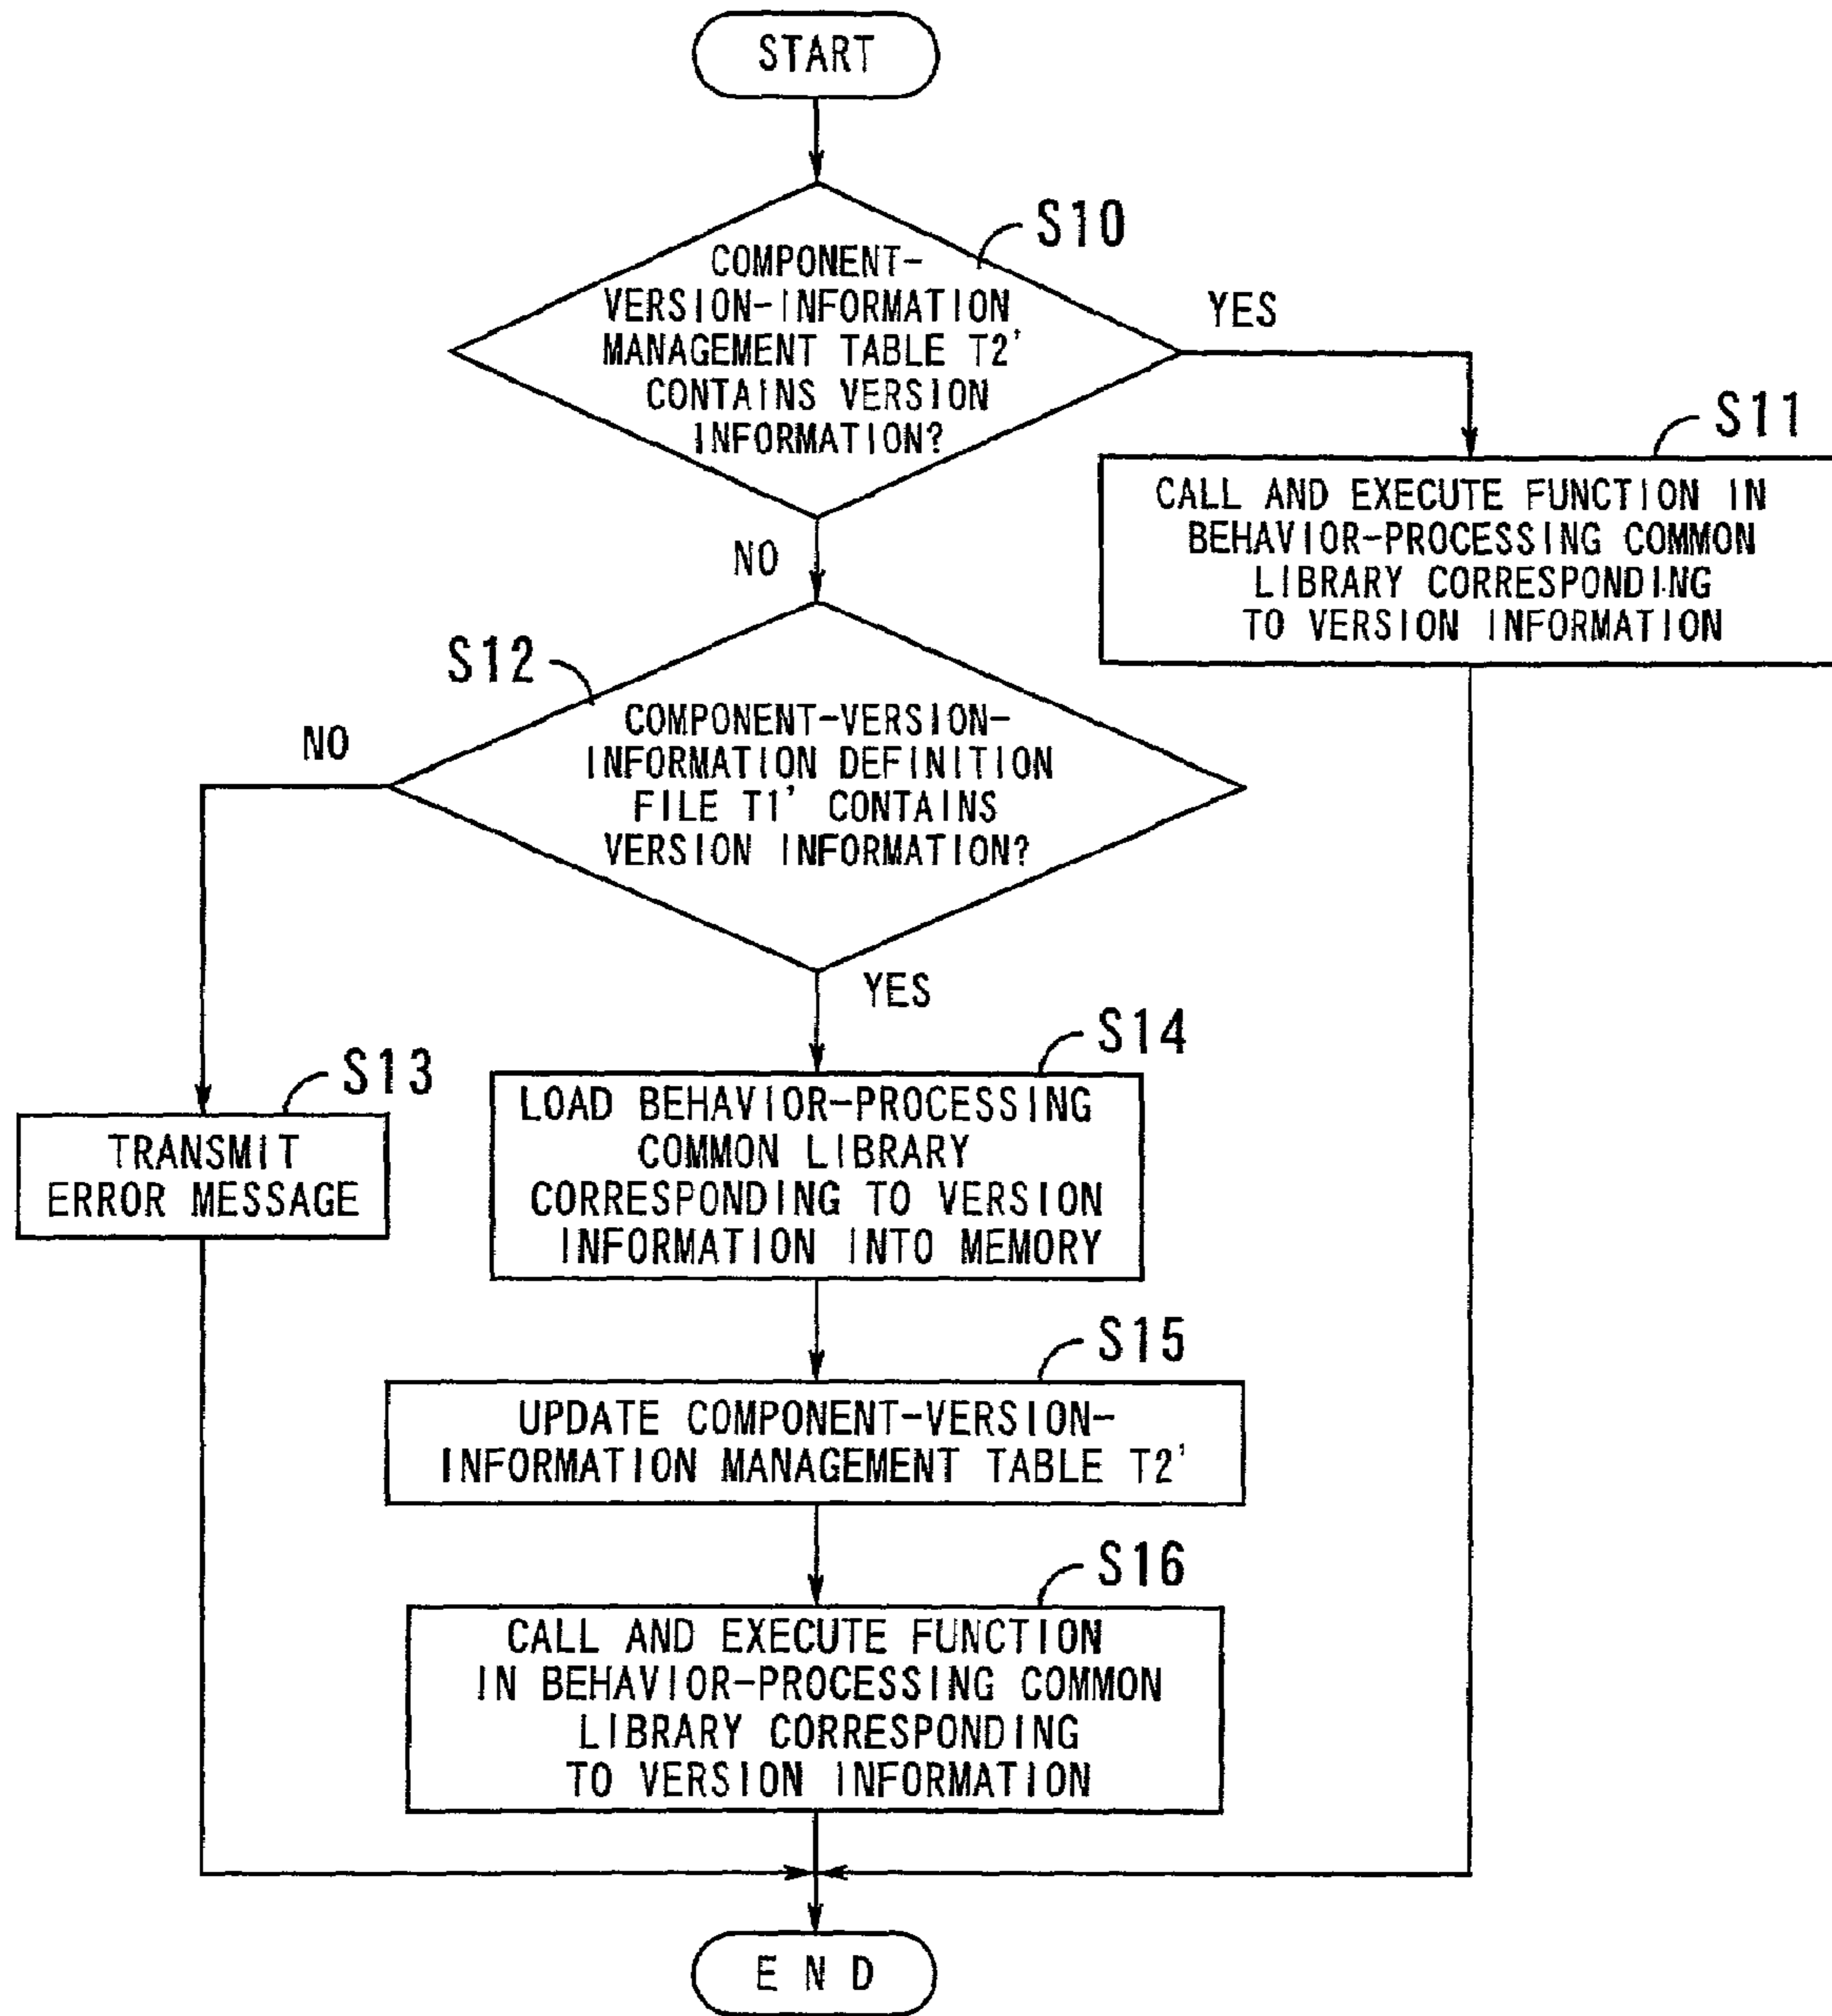 START
S10
COMPONENT-
VERSION-INFORMATION
MANAGEMENT TABLE T2'
CONTAINS VERSION
INFORMATION?
YES
S11
CALL AND EXECUTE FUNCTION IN
BEHAVIOR-PROCESSING COMMON
LIBRARY CORRESPONDING
TO VERSION INFORMATION
NO
S12
COMPONENT-VERSION-
INFORMATION DEFINITION
FILE T1' CONTAINS
VERSION INFORMATION?
NO
YES
S13
TRANSMIT
ERROR MESSAGE
S14
LOAD BEHAVIOR-PROCESSING
COMMON LIBRARY
CORRESPONDING TO VERSION
INFORMATION INTO MEMORY
S15
UPDATE COMPONENT-VERSION-
INFORMATION MANAGEMENT TABLE T2'
S16
CALL AND EXECUTE FUNCTION
IN BEHAVIOR-PROCESSING COMMON
LIBRARY CORRESPONDING
TO VERSION INFORMATION
END